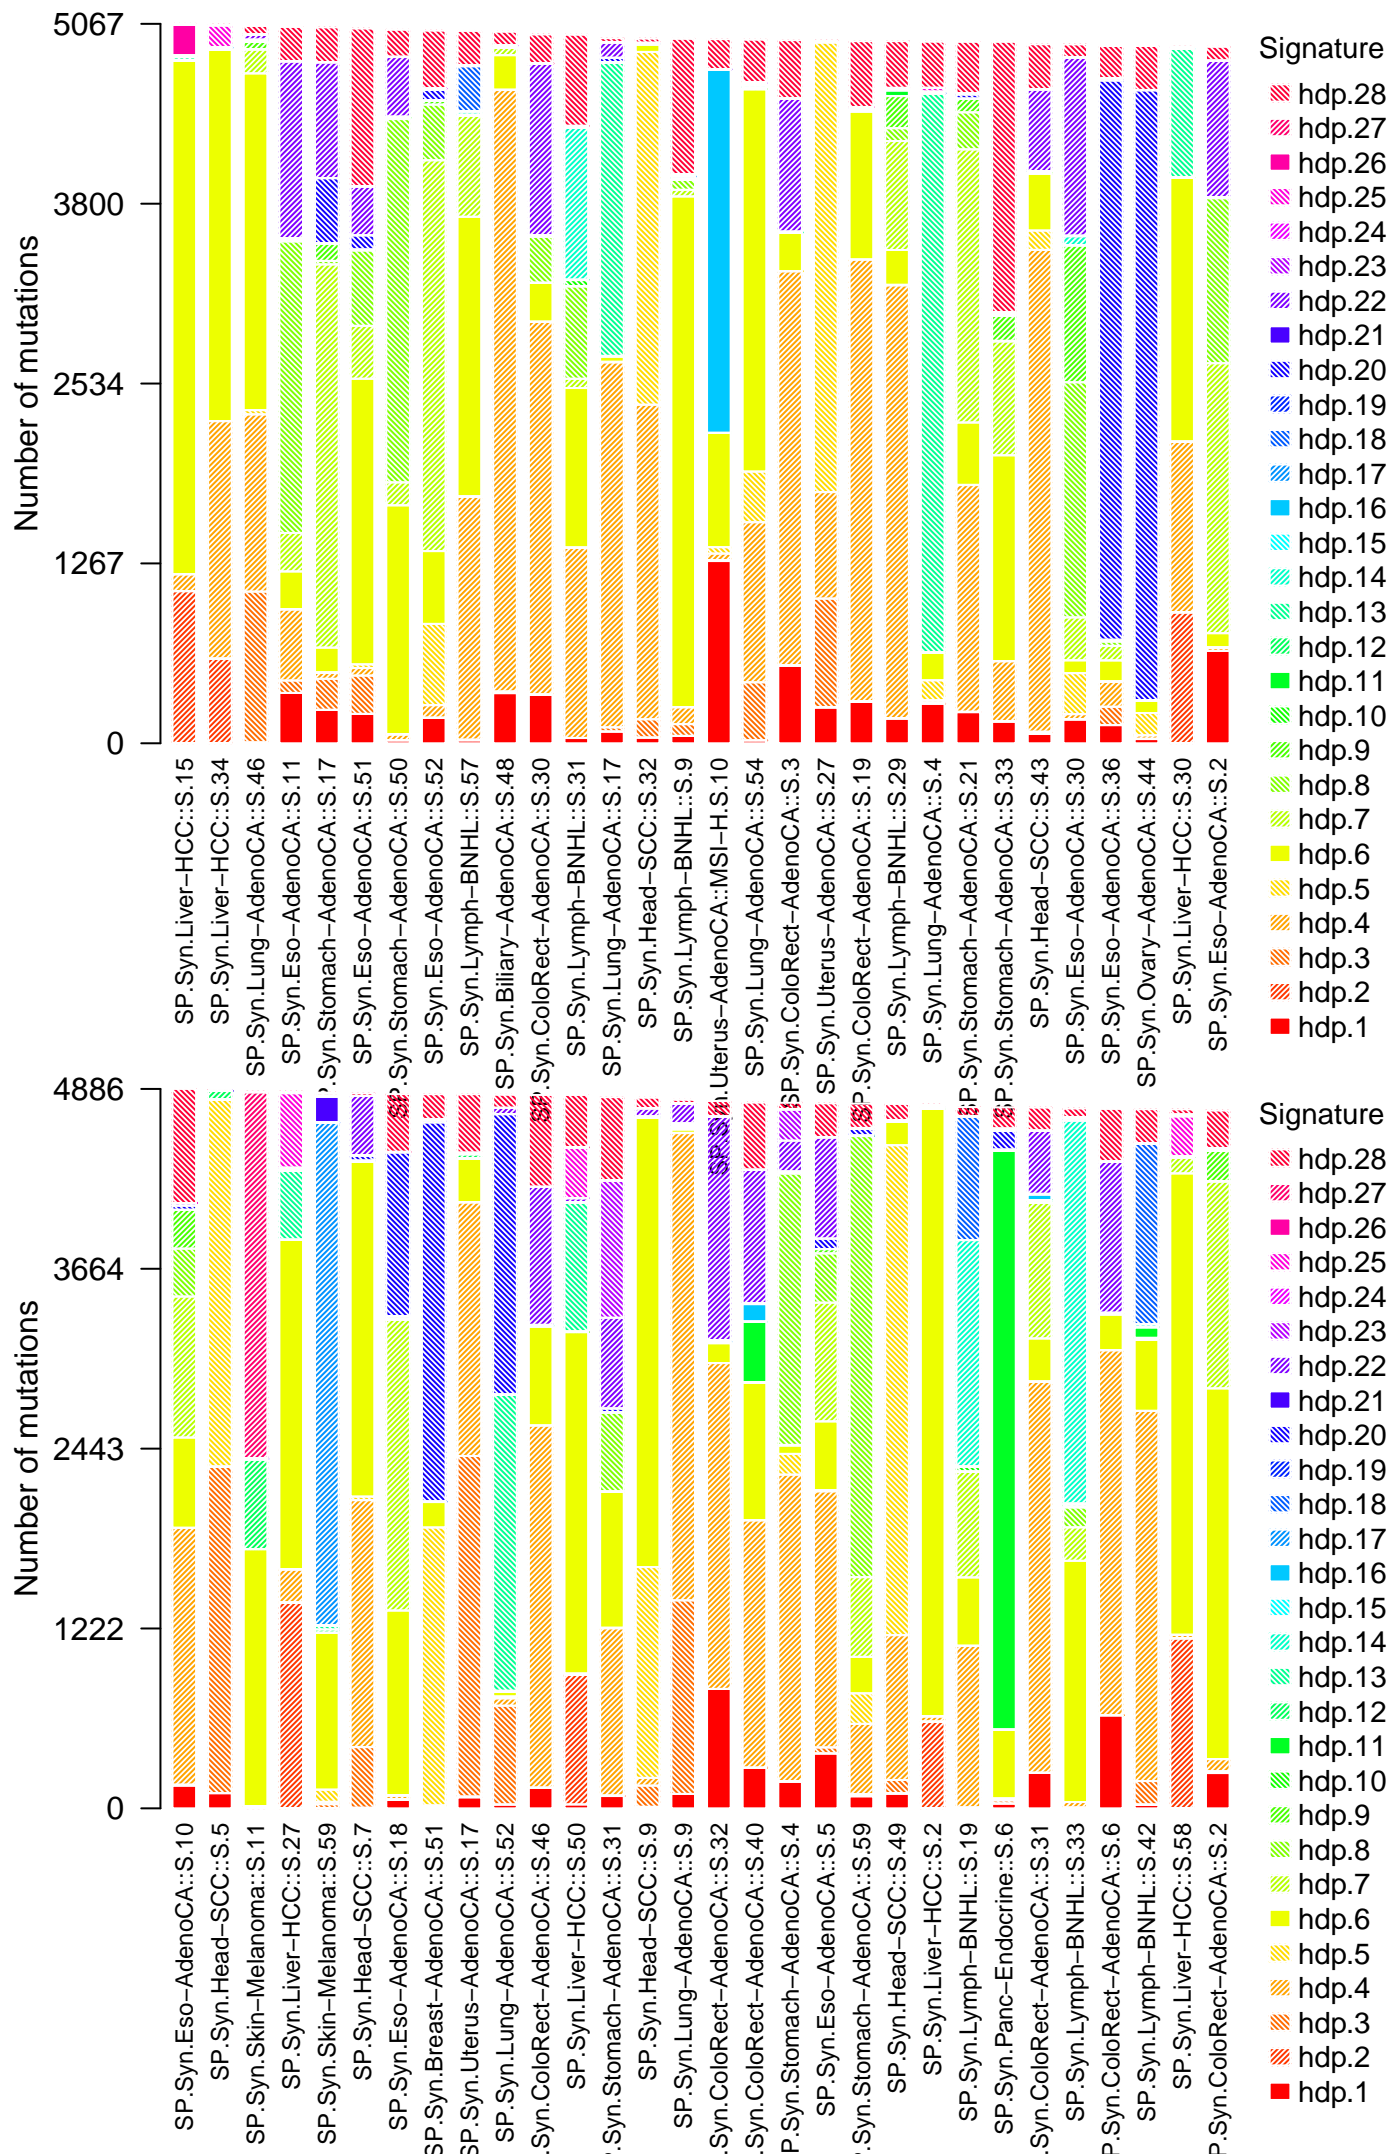 5067
3800
2534
1267
0
Number of mutations
Signature
hdp.28
hdp.27
hdp.26
hdp.25
hdp.24
hdp.23
hdp.22
hdp.21
hdp.20
hdp.19
hdp.18
hdp.17
hdp.16
hdp.15
hdp.14
hdp.13
hdp.12
hdp.11
hdp.10
hdp.9
hdp.8
hdp.7
hdp.6
hdp.5
hdp.4
hdp.3
hdp.2
hdp.1
SP.Syn.Liver−HCC::S.15
SP.Syn.Liver−HCC::S.34
SP.Syn.Lung−AdenoCA::S.46
SP.Syn.Eso−AdenoCA::S.11
P.Syn.Stomach−AdenoCA::S.17
SP.Syn.Eso−AdenoCA::S.51
SP.Syn.Stomach−AdenoCA::S.50
SP.Syn.Eso−AdenoCA::S.52
SP.Syn.Lymph−BNHL::S.57
SP.Syn.Biliary−AdenoCA::S.48
SP.Syn.ColoRect−AdenoCA::S.30
SP.Syn.Lymph−BNHL::S.31
SP.Syn.Lung−AdenoCA::S.17
SP.Syn.Head−SCC::S.32
SP.Syn.Lymph−BNHL::S.9
SP.Syn.Uterus−AdenoCA::MSI−H.S.10
SP.Syn.Lung−AdenoCA::S.54
SP.Syn.ColoRect−AdenoCA::S.3
SP.Syn.Uterus−AdenoCA::S.27
SP.Syn.ColoRect−AdenoCA::S.19
SP.Syn.Lymph−BNHL::S.29
SP.Syn.Lung−AdenoCA::S.4
SP.Syn.Stomach−AdenoCA::S.21
SP.Syn.Stomach−AdenoCA::S.33
SP.Syn.Head−SCC::S.43
SP.Syn.Eso−AdenoCA::S.30
SP.Syn.Eso−AdenoCA::S.36
SP.Syn.Ovary−AdenoCA::S.44
SP.Syn.Liver−HCC::S.30
SP.Syn.Eso−AdenoCA::S.2
4886
3664
2443
1222
0
Number of mutations
Signature
hdp.28
hdp.27
hdp.26
hdp.25
hdp.24
hdp.23
hdp.22
hdp.21
hdp.20
hdp.19
hdp.18
hdp.17
hdp.16
hdp.15
hdp.14
hdp.13
hdp.12
hdp.11
hdp.10
hdp.9
hdp.8
hdp.7
hdp.6
hdp.5
hdp.4
hdp.3
hdp.2
hdp.1
SP.Syn.Eso−AdenoCA::S.10
SP.Syn.Head−SCC::S.5
SP.Syn.Skin−Melanoma::S.11
SP.Syn.Liver−HCC::S.27
SP.Syn.Skin−Melanoma::S.59
SP.Syn.Head−SCC::S.7
SP.Syn.Eso−AdenoCA::S.18
SP.Syn.Breast−AdenoCA::S.51
SP.Syn.Uterus−AdenoCA::S.17
SP.Syn.Lung−AdenoCA::S.52
.Syn.ColoRect−AdenoCA::S.46
SP.Syn.Liver−HCC::S.50
P.Syn.Stomach−AdenoCA::S.31
SP.Syn.Head−SCC::S.9
SP.Syn.Lung−AdenoCA::S.9
.Syn.ColoRect−AdenoCA::S.32
.Syn.ColoRect−AdenoCA::S.40
P.Syn.Stomach−AdenoCA::S.4
SP.Syn.Eso−AdenoCA::S.5
P.Syn.Stomach−AdenoCA::S.59
SP.Syn.Head−SCC::S.49
SP.Syn.Liver−HCC::S.2
SP.Syn.Lymph−BNHL::S.19
SP.Syn.Panc−Endocrine::S.6
.Syn.ColoRect−AdenoCA::S.31
SP.Syn.Lymph−BNHL::S.33
P.Syn.ColoRect−AdenoCA::S.6
SP.Syn.Lymph−BNHL::S.42
SP.Syn.Liver−HCC::S.58
P.Syn.ColoRect−AdenoCA::S.2